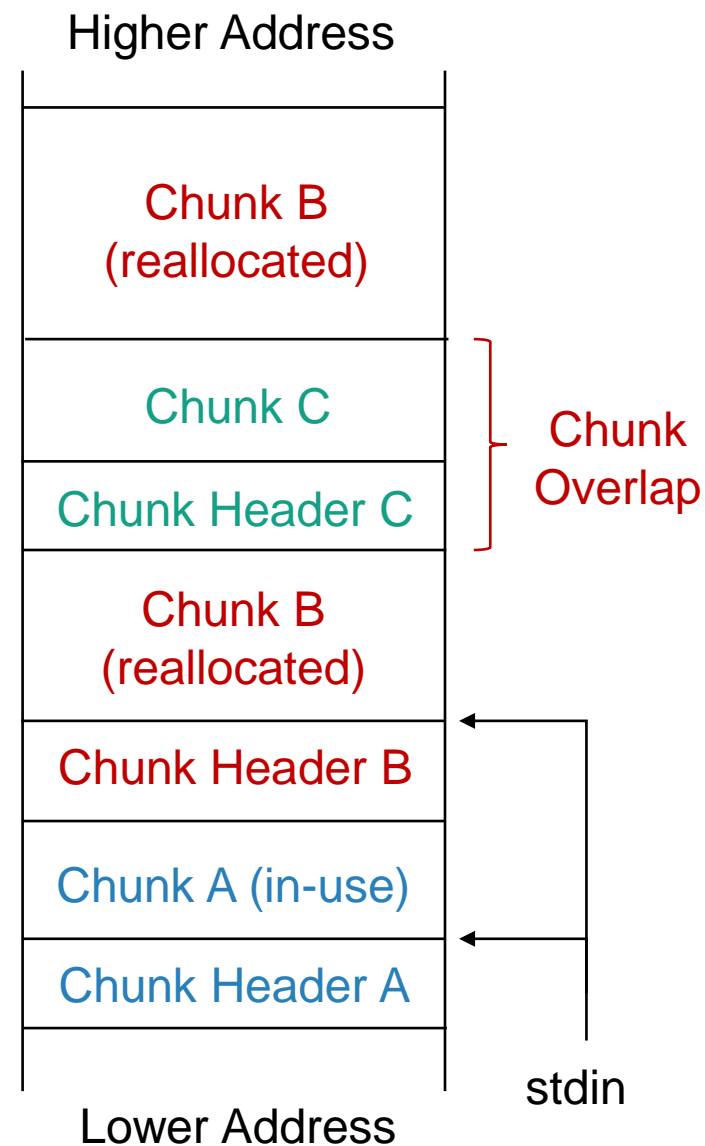 Higher Address
Chunk B
(reallocated)
Chunk C
Chunk
Overlap
Chunk Header C
Chunk B
(reallocated)
Chunk Header B
Chunk A (in-use)
Chunk Header A
stdin
Lower Address